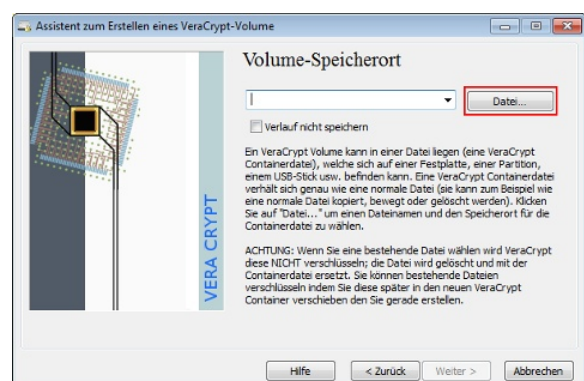 Assistent zum Erstellen eines VeraCrypt-Volume
Volume-Speicherort
Datei...
Verlauf nicht speichern
Ein VeraCrypt Volume kann in einer Datei liegen (eine VeraCrypt
Containerdatei), welche sich auf einer Festplatte, einer Partition,
einem USB-Stick usw. befinden kann. Eine VeraCrypt Containerdatei
verhält sich genau wie eine normale Datei (sie kann zum Beispiel wie
eine normale Datei kopiert, bewegt oder gelöscht werden). Klicken
Sie auf "Datei..." um einen Dateinamen und den Speicherort für die
Containerdatei zu wählen.
ACHTUNG: Wenn Sie eine bestehende Datei wählen wird VeraCrypt
diese NICHT verschlüsseln; die Datei wird gelöscht und mit der
Containerdatei ersetzt. Sie können bestehende Dateien
verschlüsseln indem Sie diese später in den neuen VeraCrypt
Container verschieben den Sie gerade erstellen.
VERA CRYPT
Hilfe
< Zurück
Weiter >
Abbrechen